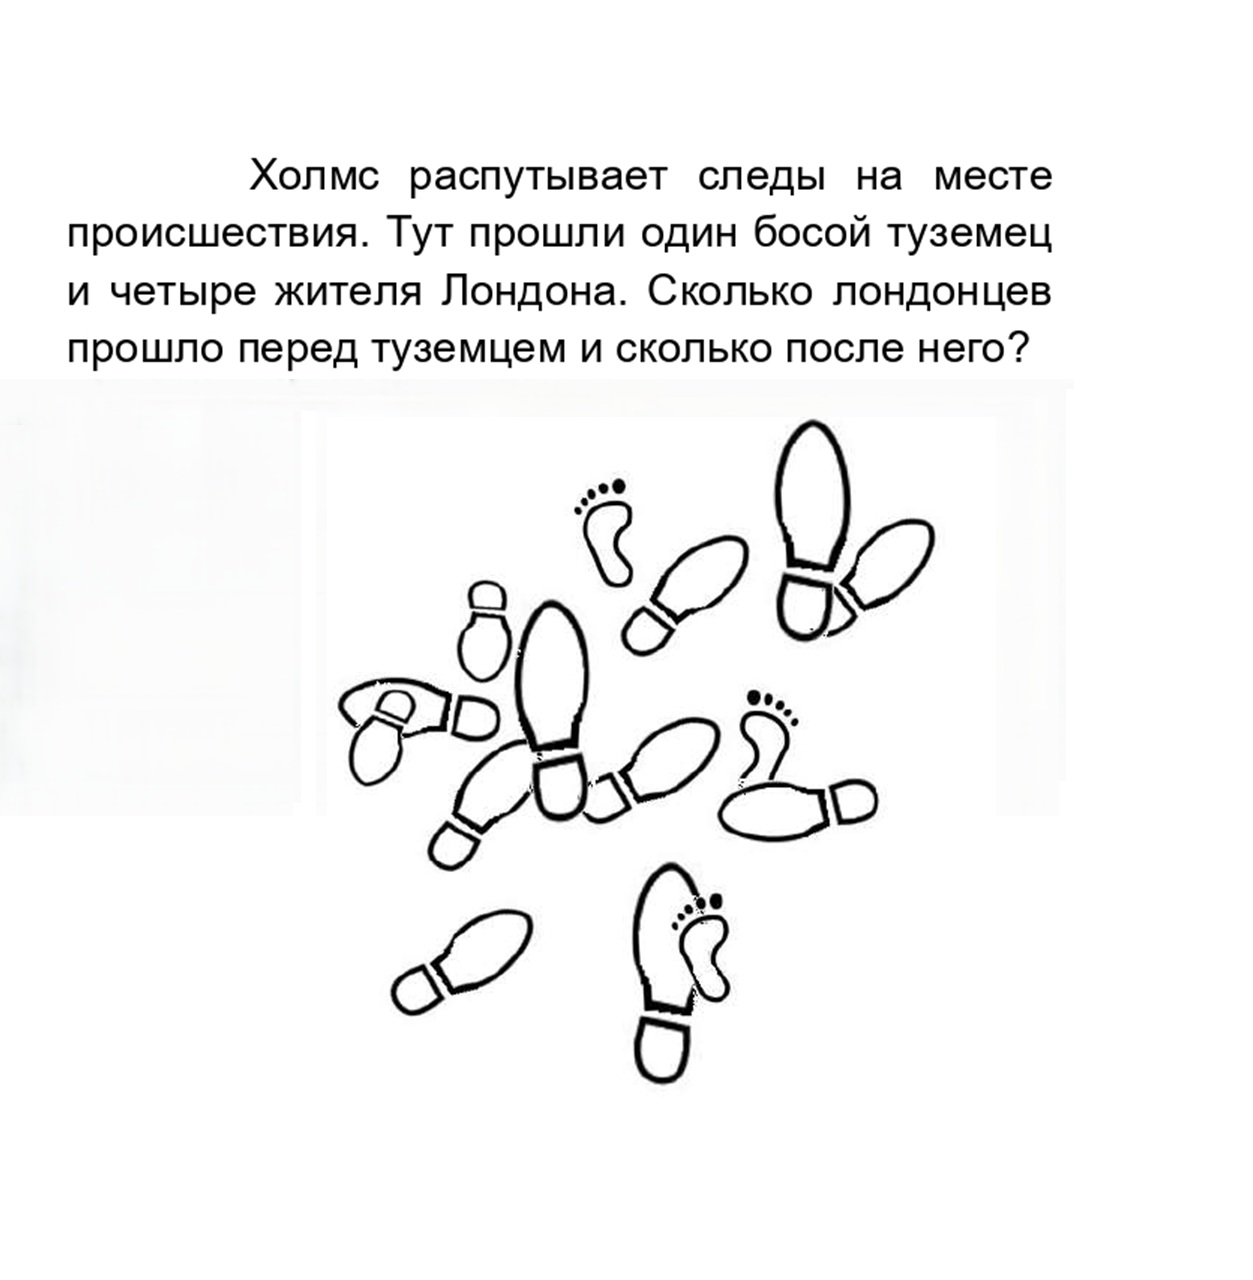 Холмс распутывает следы на месте
происшествия. Тут прошли один босой туземец
и четыре жителя Лондона. Сколько лондонцев
прошло перед туземцем и сколько после него?